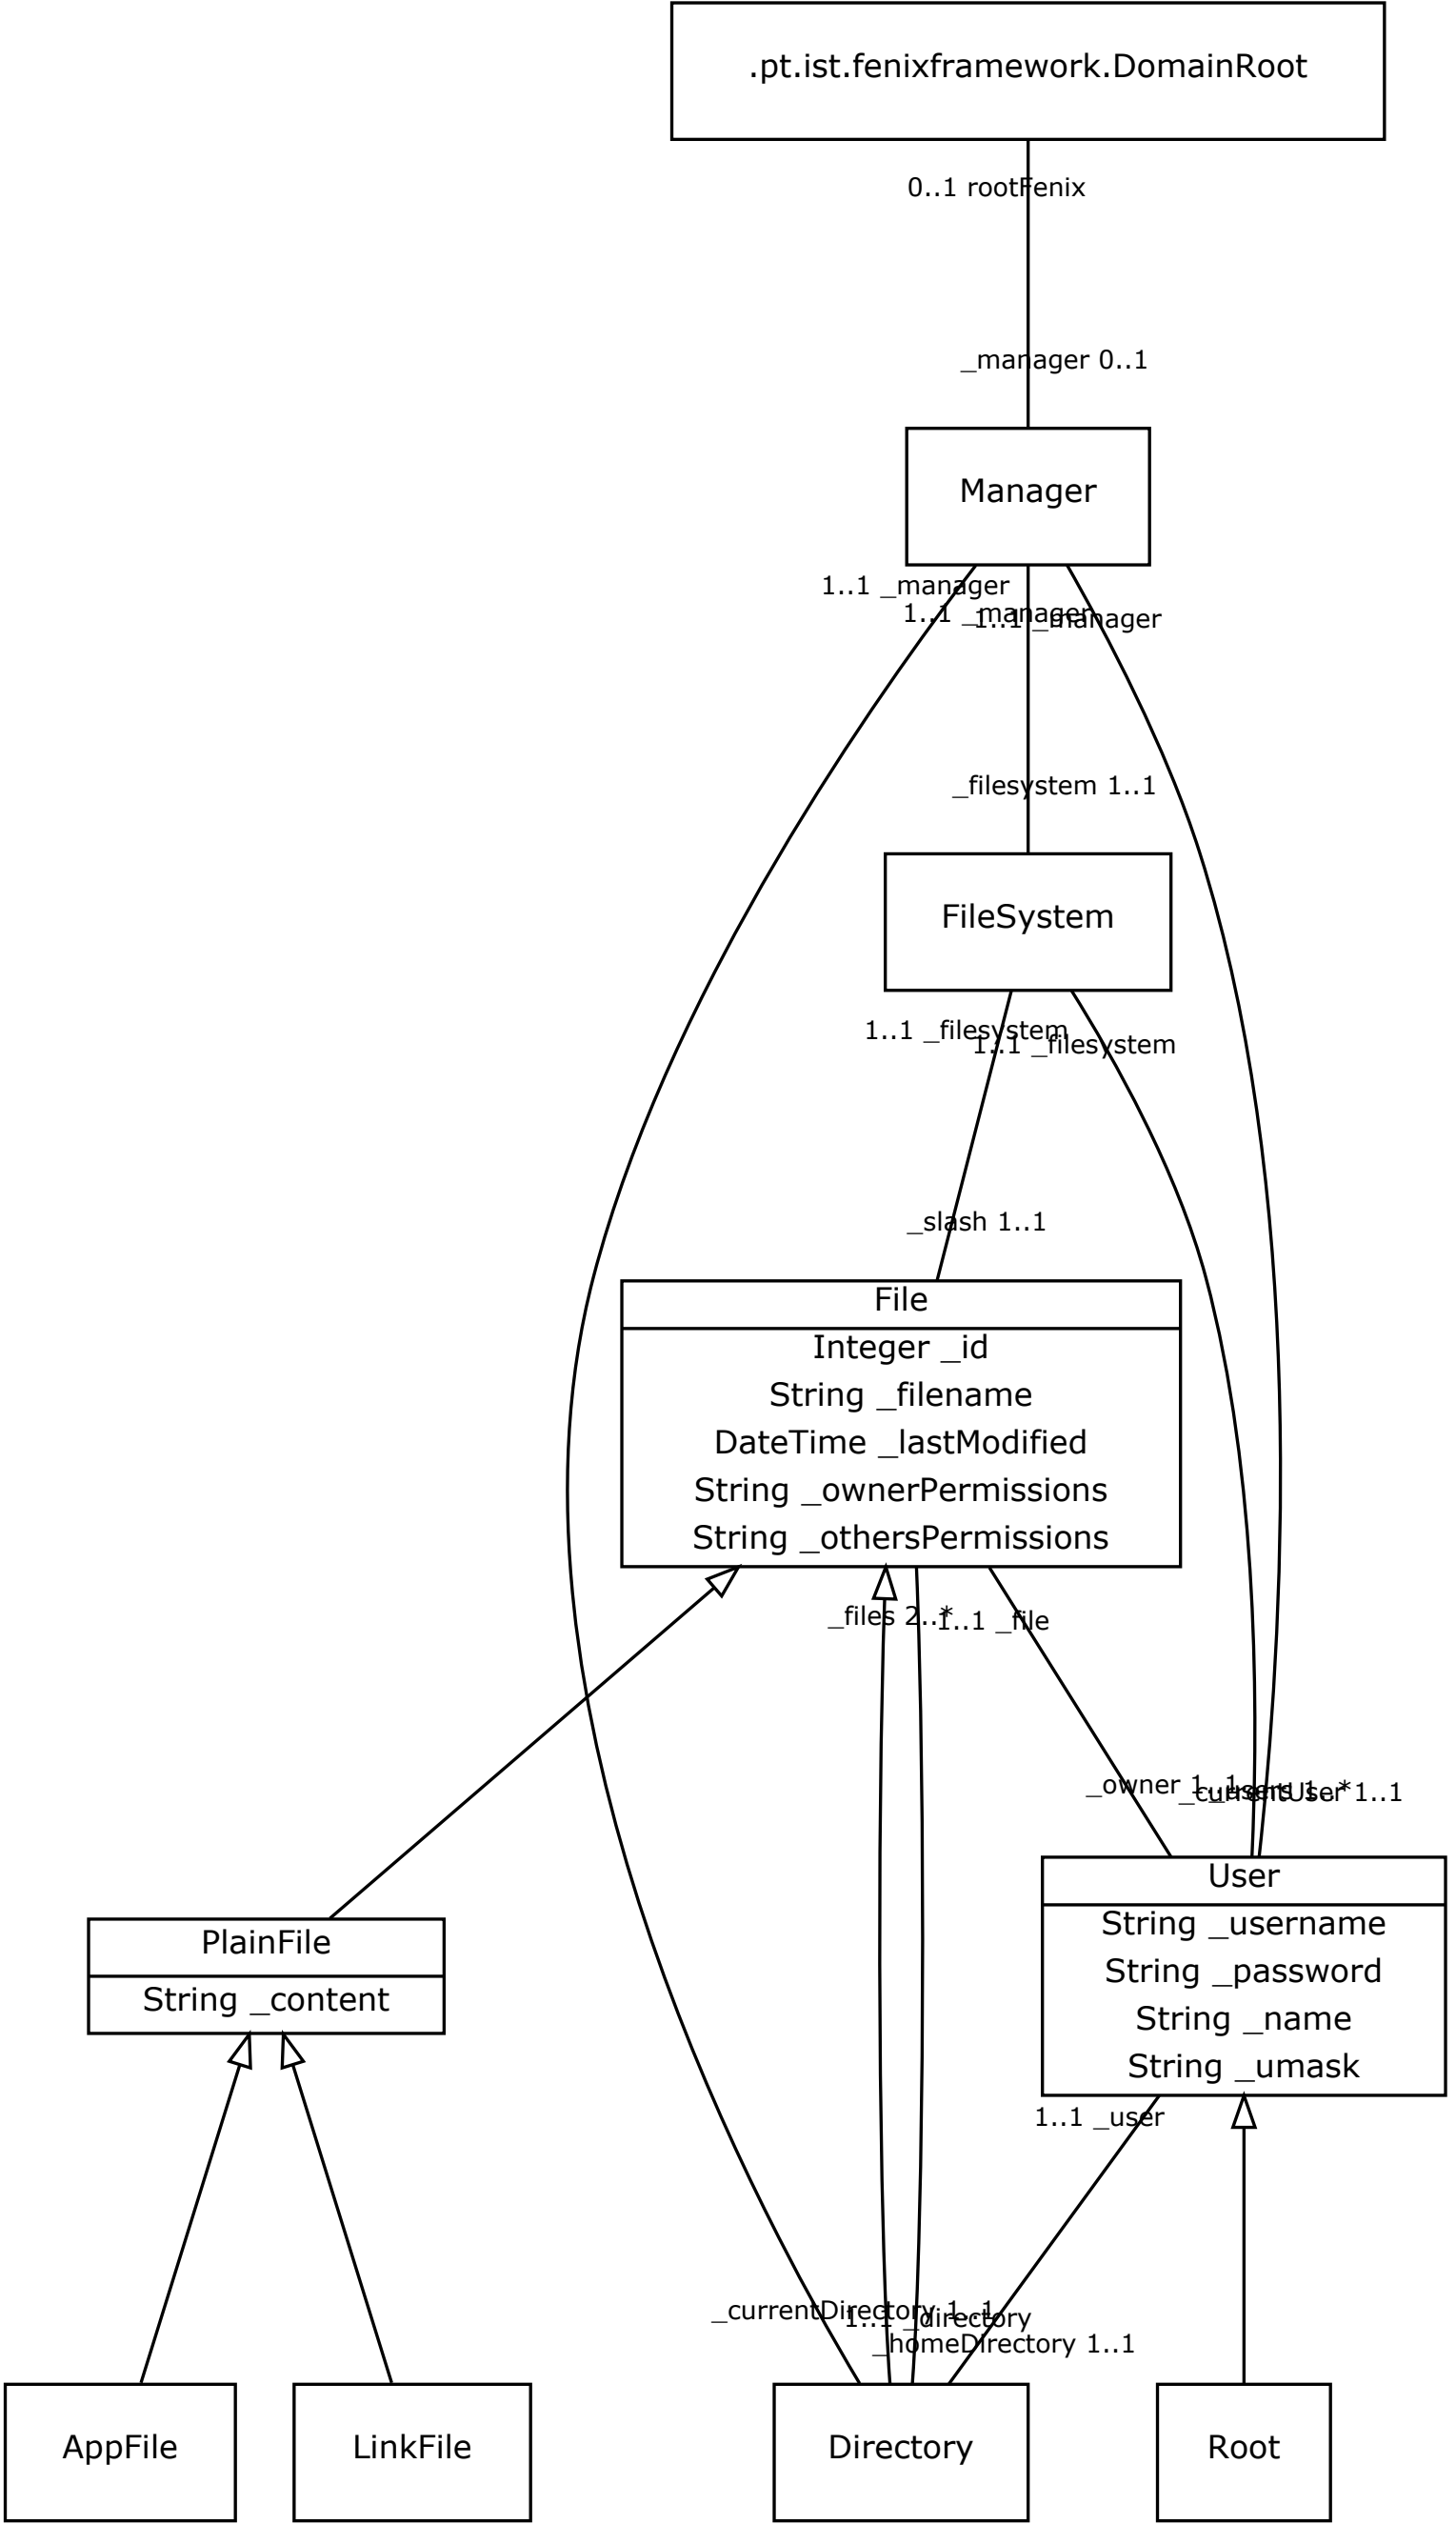 .pt.ist.fenixframework.DomainRoot
0..1 rootFenix
_manager 0..1
Manager
1..1 _manager
1..1 _manager
1..1 _manager
_filesystem 1..1
FileSystem
1..1 _filesystem
1..1 _filesystem
_slash 1..1
File
Integer _id
String _filename
DateTime _lastModified
String _ownerPermissions
String _othersPermissions
_files 2..*
1..1 _file
_owner 1..1
_users 1..*
_currentUser 1..1
User
String _username
String _password
String _name
String _umask
PlainFile
String _content
1..1 _user
_currentDirectory 1..1
1..1 _directory
_homeDirectory 1..1
AppFile
LinkFile
Directory
Root